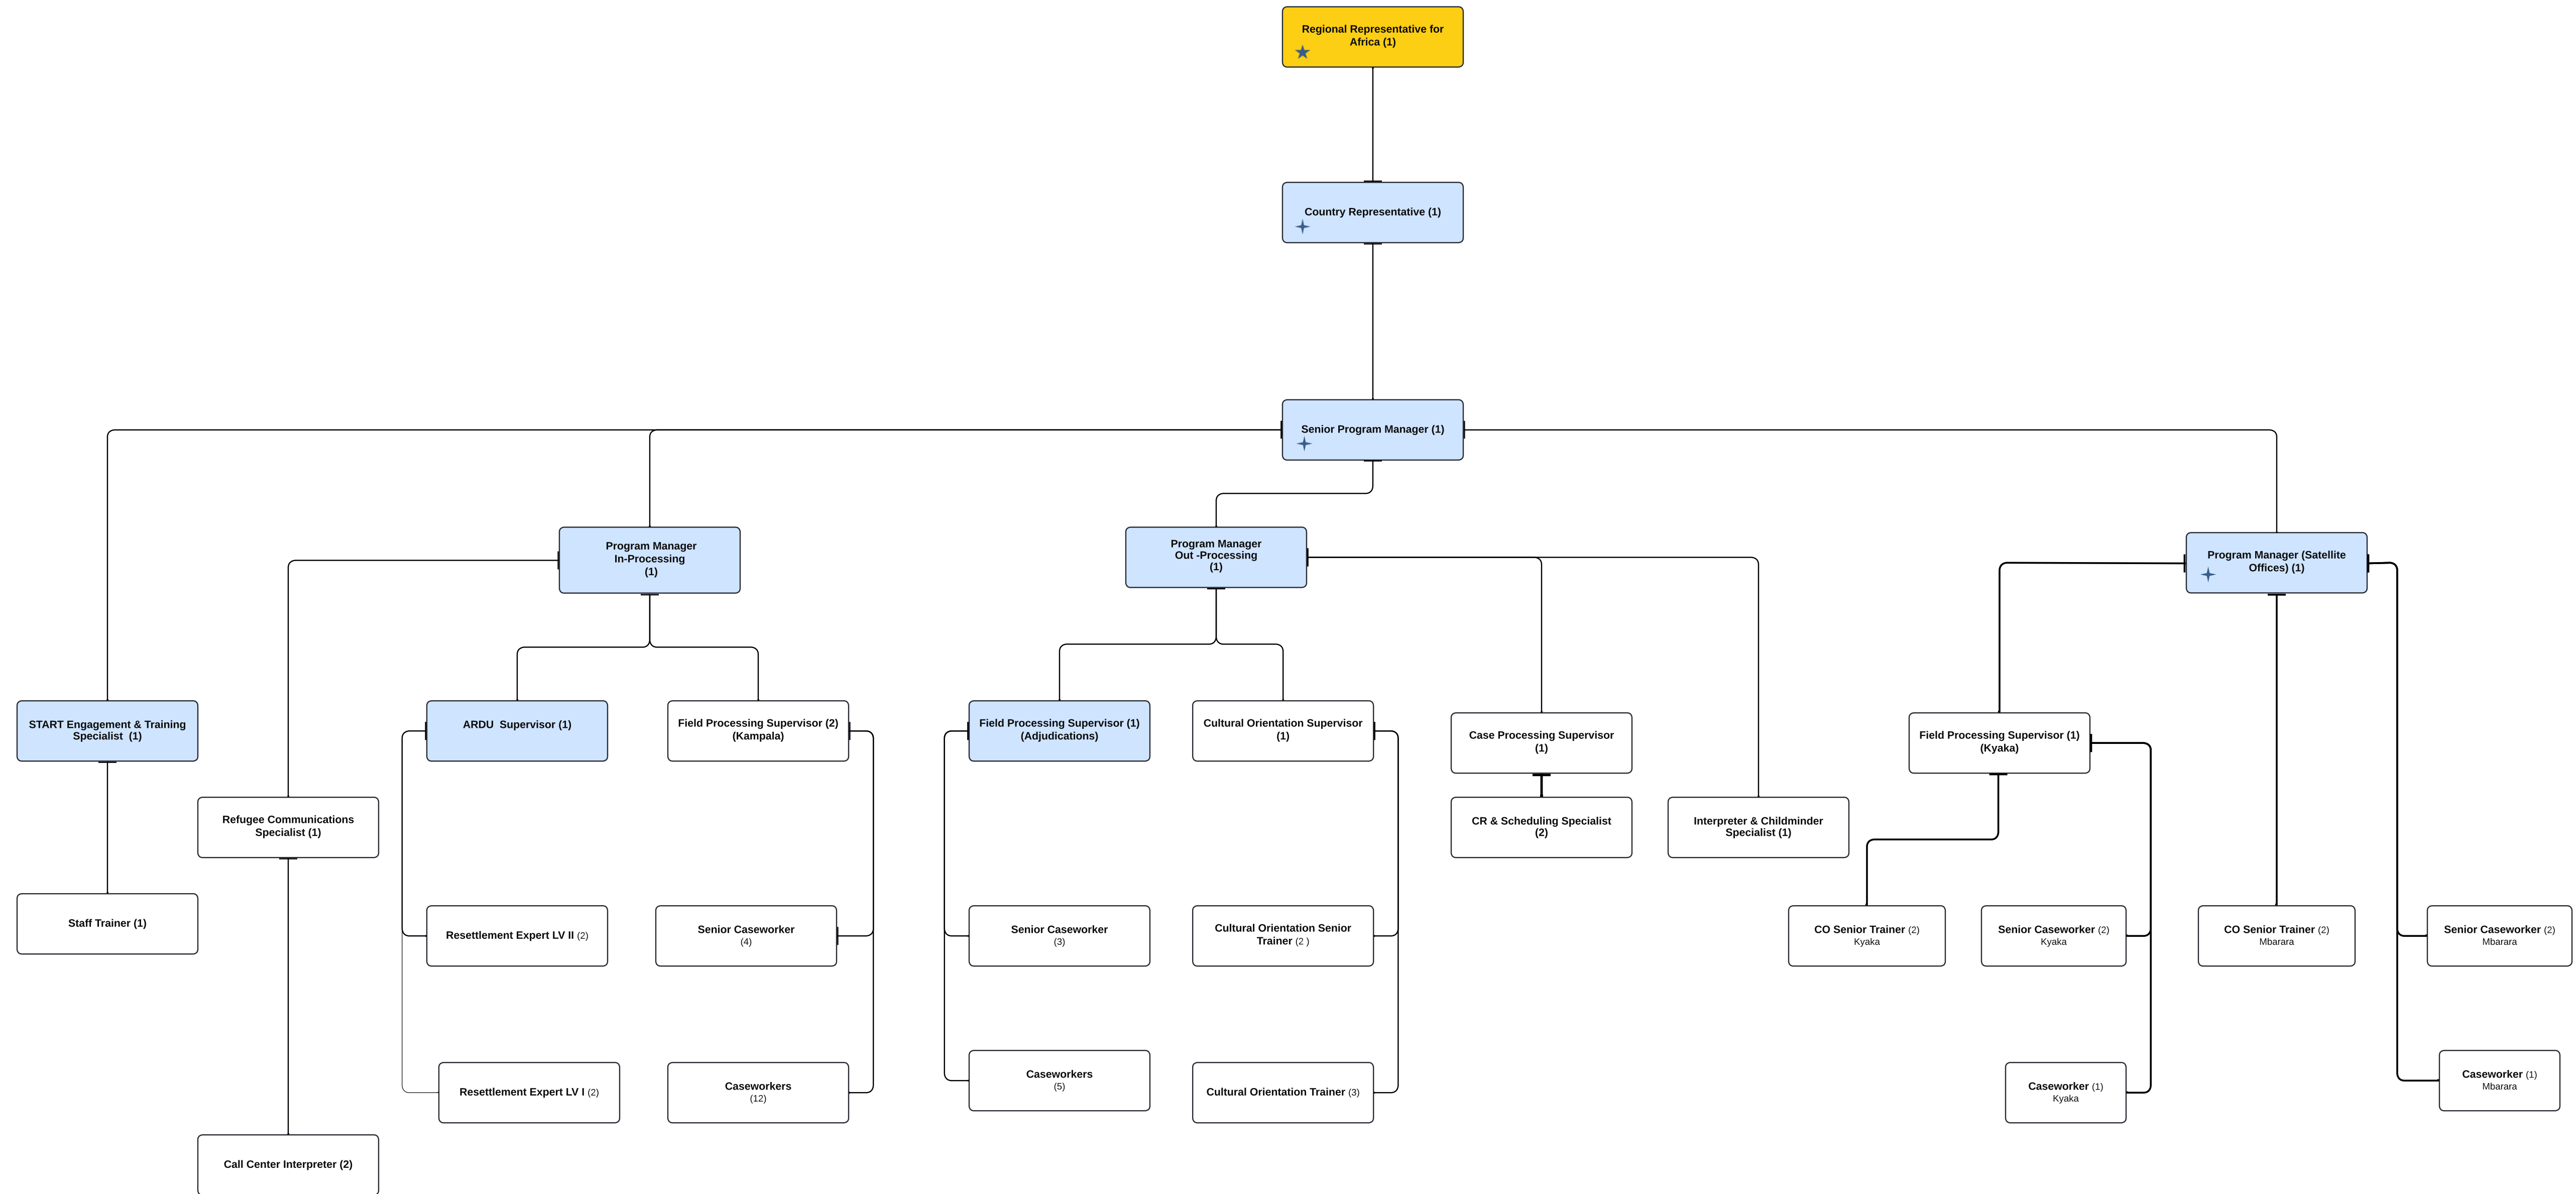 Regional Representative for
Africa (1)
Country Representative (1)
Senior Program Manager (1)
Program Manager
In-Processing
(1)
Program Manager
Out -Processing
(1)
Program Manager (Satellite
Offices) (1)
START Engagement & Training
Specialist  (1)
ARDU  Supervisor (1)
Field Processing Supervisor (2)
(Kampala)
Field Processing Supervisor (1)
(Adjudications)
Cultural Orientation Supervisor
(1)
Case Processing Supervisor
(1)
Field Processing Supervisor (1)
(Kyaka)
Refugee Communications
Specialist (1)
CR & Scheduling Specialist
(2)
Interpreter & Childminder
Specialist (1)
Staff Trainer (1)
Resettlement Expert LV II (2)
Senior Caseworker
(4)
Senior Caseworker
(3)
Cultural Orientation Senior
Trainer (2 )
CO Senior Trainer (2)
Kyaka
Senior Caseworker (2)
Kyaka
CO Senior Trainer (2)
Mbarara
Senior Caseworker (2)
Mbarara
Resettlement Expert LV I (2)
Caseworkers
(12)
Caseworkers
(5)
Cultural Orientation Trainer (3)
Caseworker (1)
Kyaka
Caseworker (1)
Mbarara
Call Center Interpreter (2)